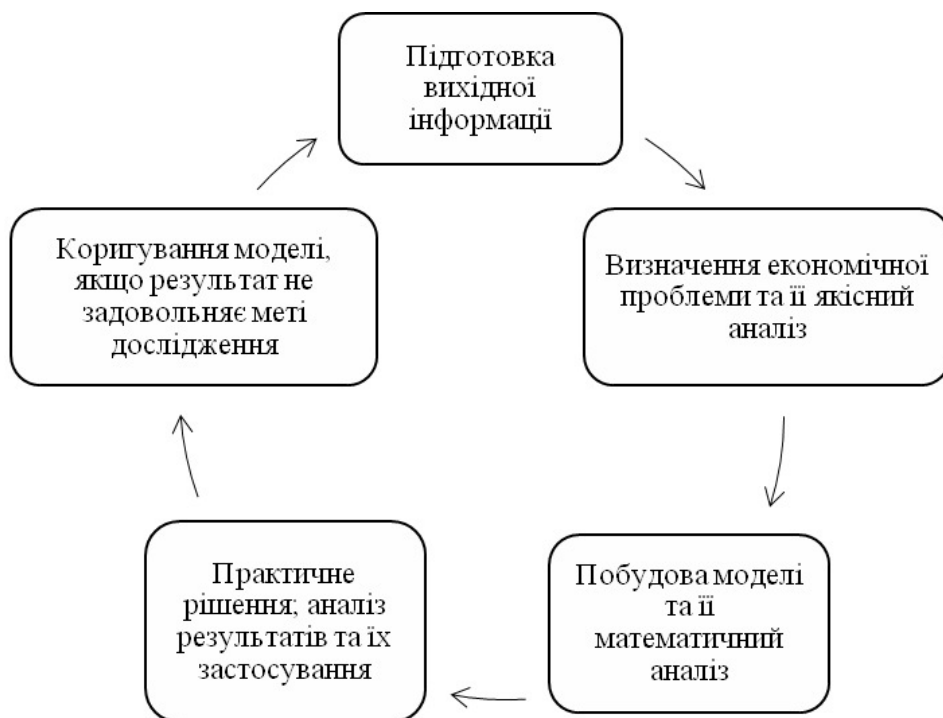 Підготовка
вихідної
інформації
Визначення економічної
проблеми та її якісний
аналіз
Побудова моделі
та її
математичний
аналіз
Практичне
рішення; аналіз
результатів та їх
застосування
Коригування моделі,
якщо результат не
задовольняє меті
дослідження